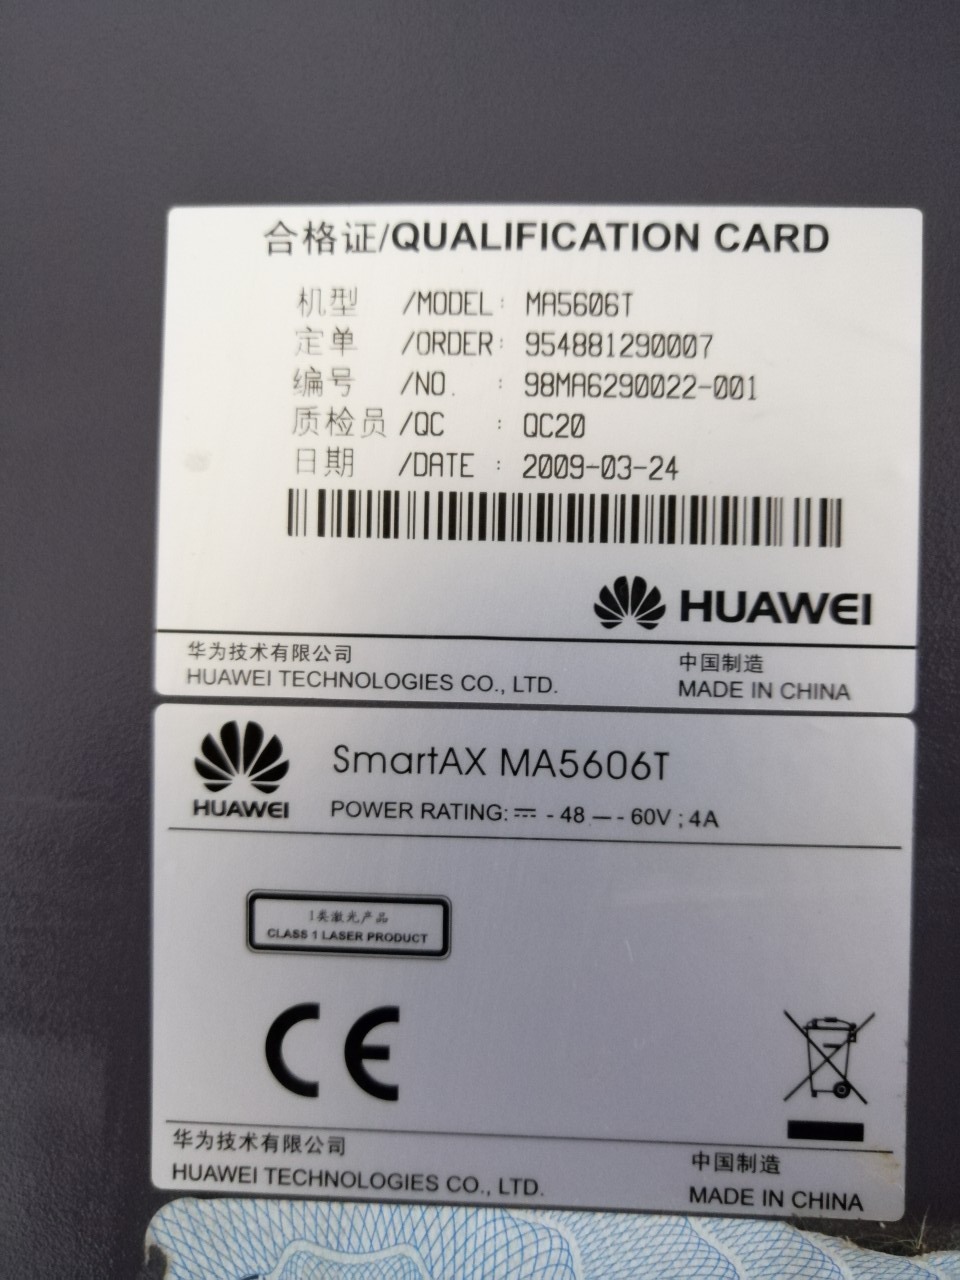 合格证/QUALIFICATION CARD
机型 /MODEL: MA5606T
定单 /ORDER: 954881290007
编号 /NO. : 98MA6290022-001
质检员 /QC : QC20
日期 /DATE : 2009-03-24
HUAWEI
华为技术有限公司 中国制造
HUAWEI TECHNOLOGIES CO., LTD. MADE IN CHINA
HUAWEI
SmartAX MA5606T
POWER RATING: ⎓ - 48 — - 60V ; 4A
1类激光产品
CLASS 1 LASER PRODUCT
CE
华为技术有限公司 中国制造
HUAWEI TECHNOLOGIES CO., LTD. MADE IN CHINA